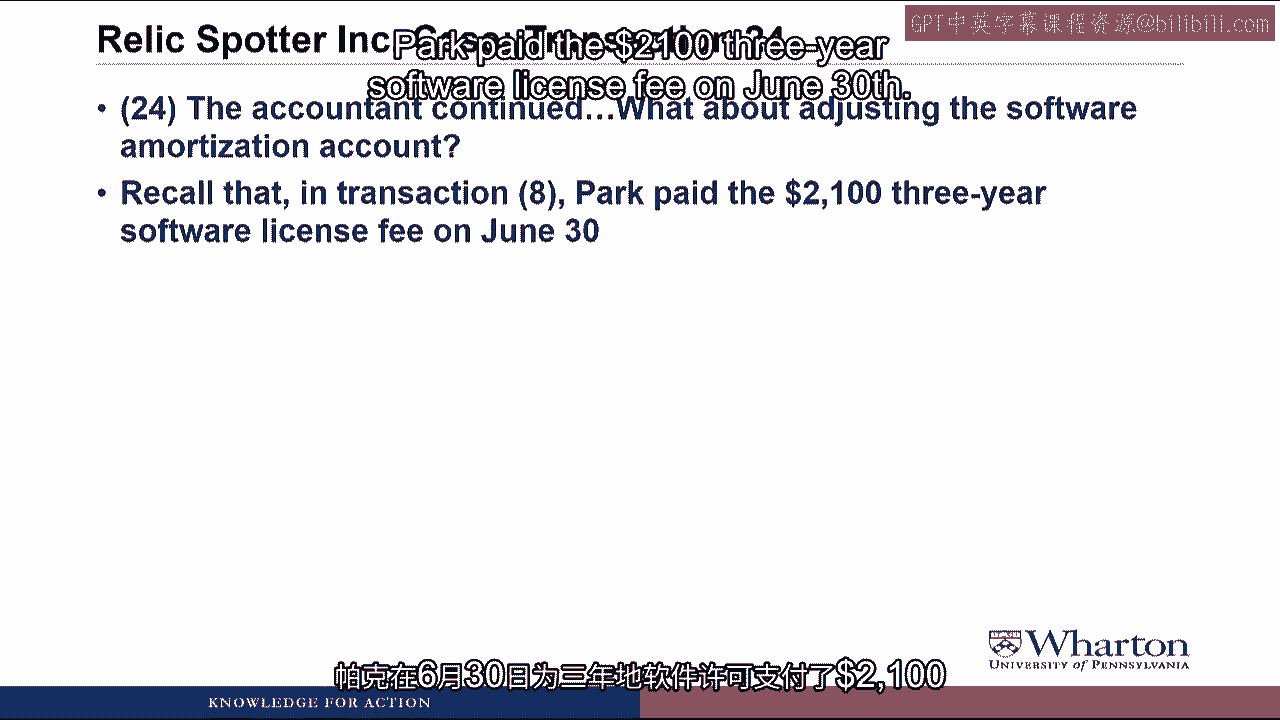 GPT中英字幕课程资源@bilibili.com
Relic Spotter Inc. Case: Transaction 24
Park paid the $2100 three-year
software license fee on June 30th.
• (24) The accountant continued…What about adjusting the software
amortization account?
• Recall that, in transaction (8), Park paid the $2,100 three-year
software license fee on June 30
Wharton
UNIVERSITY of PENNSYLVANIA
帕克在6月30日为三年地软件许可支付了$2,100
KNOWLEDGE FOR ACTION